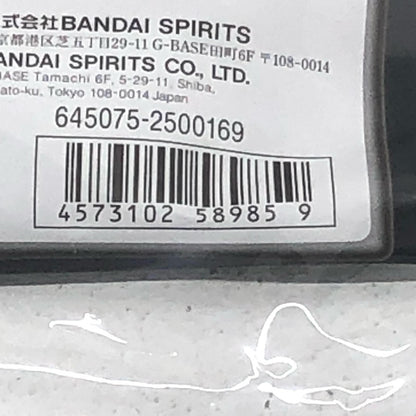 式会社BANDAI SPIRITS
京都港区芝五丁目29-11 G-BASE田町6F 〒108-0014
ANDAI SPIRITS CO., LTD.
BASE Tamachi 6F, 5-29-11, Shiba,
ato-ku, Tokyo 108-0014 Japan
645075-2500169
4573102 58985 9